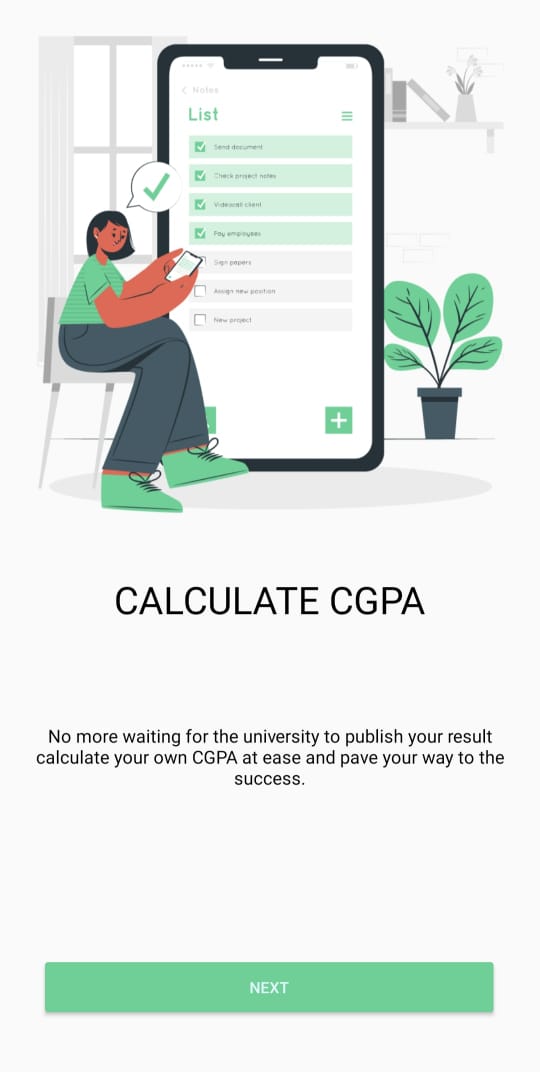 Notes
List
Send document
Check project notes
Videocall client
Pay employees
Sign papers
Assign new position
New project
CALCULATE CGPA
No more waiting for the university to publish your result
calculate your own CGPA at ease and pave your way to the
success.
NEXT